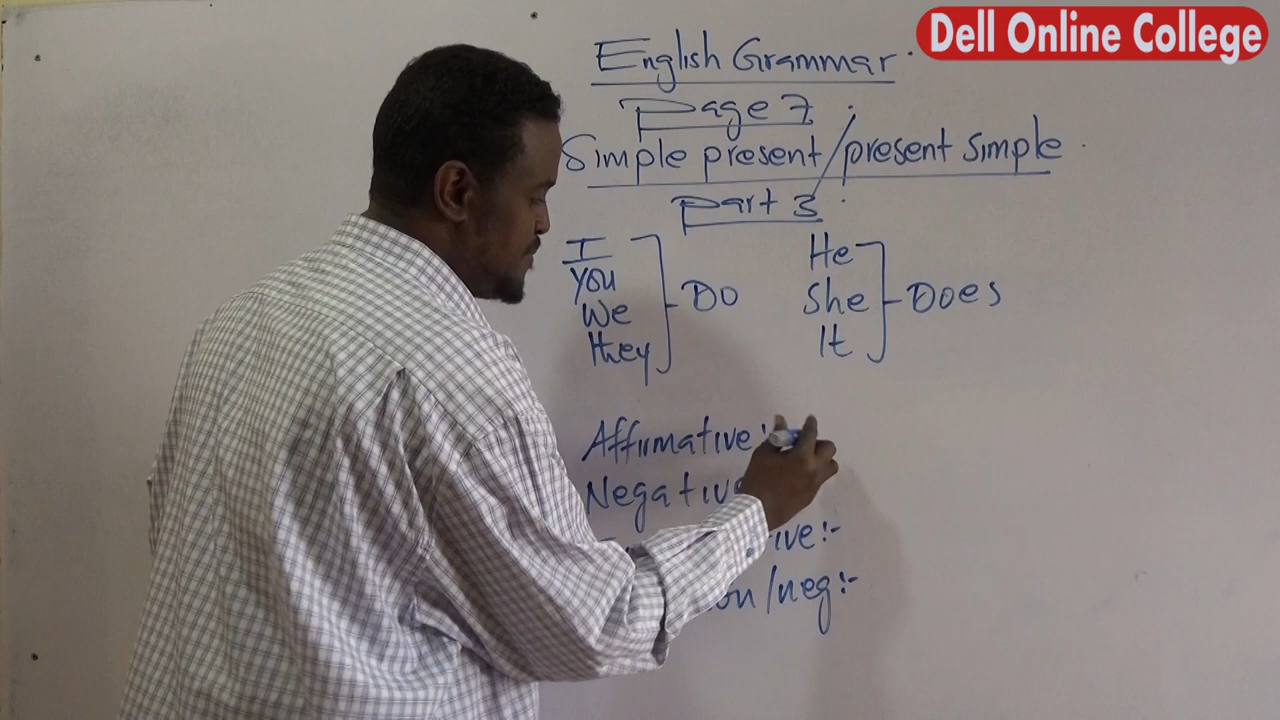 Dell Online College
English Grammar.
Page 7
Simple present/present simple.
Part 3.
I
You
We
they
Do
He
She
It
Does
Affirmative:-
Negative
ive:-
on/neg:-